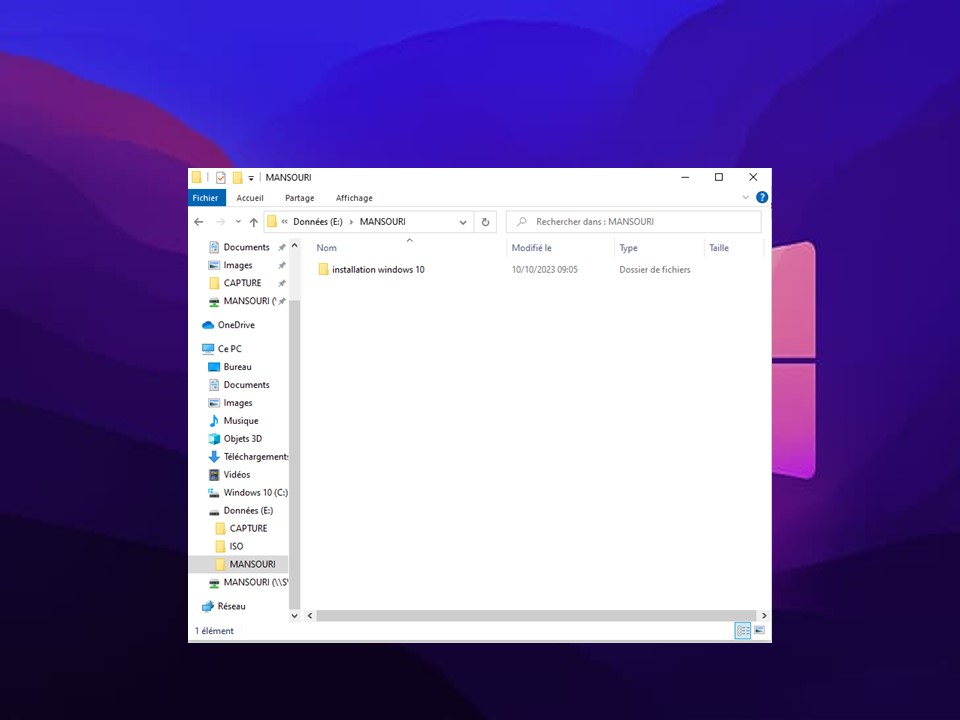 MANSOURI
Fichier Accueil Partage Affichage
« Données (E:) > MANSOURI
Rechercher dans : MANSOURI
Nom Modifié le Type Taille
installation windows 10 10/10/2023 09:05 Dossier de fichiers
Documents
Images
CAPTURE
MANSOURI (
OneDrive
Ce PC
Bureau
Documents
Images
Musique
Objets 3D
Téléchargements
Vidéos
Windows 10 (C:)
Données (E:)
CAPTURE
ISO
MANSOURI
MANSOURI (\\S
Réseau
1 élément